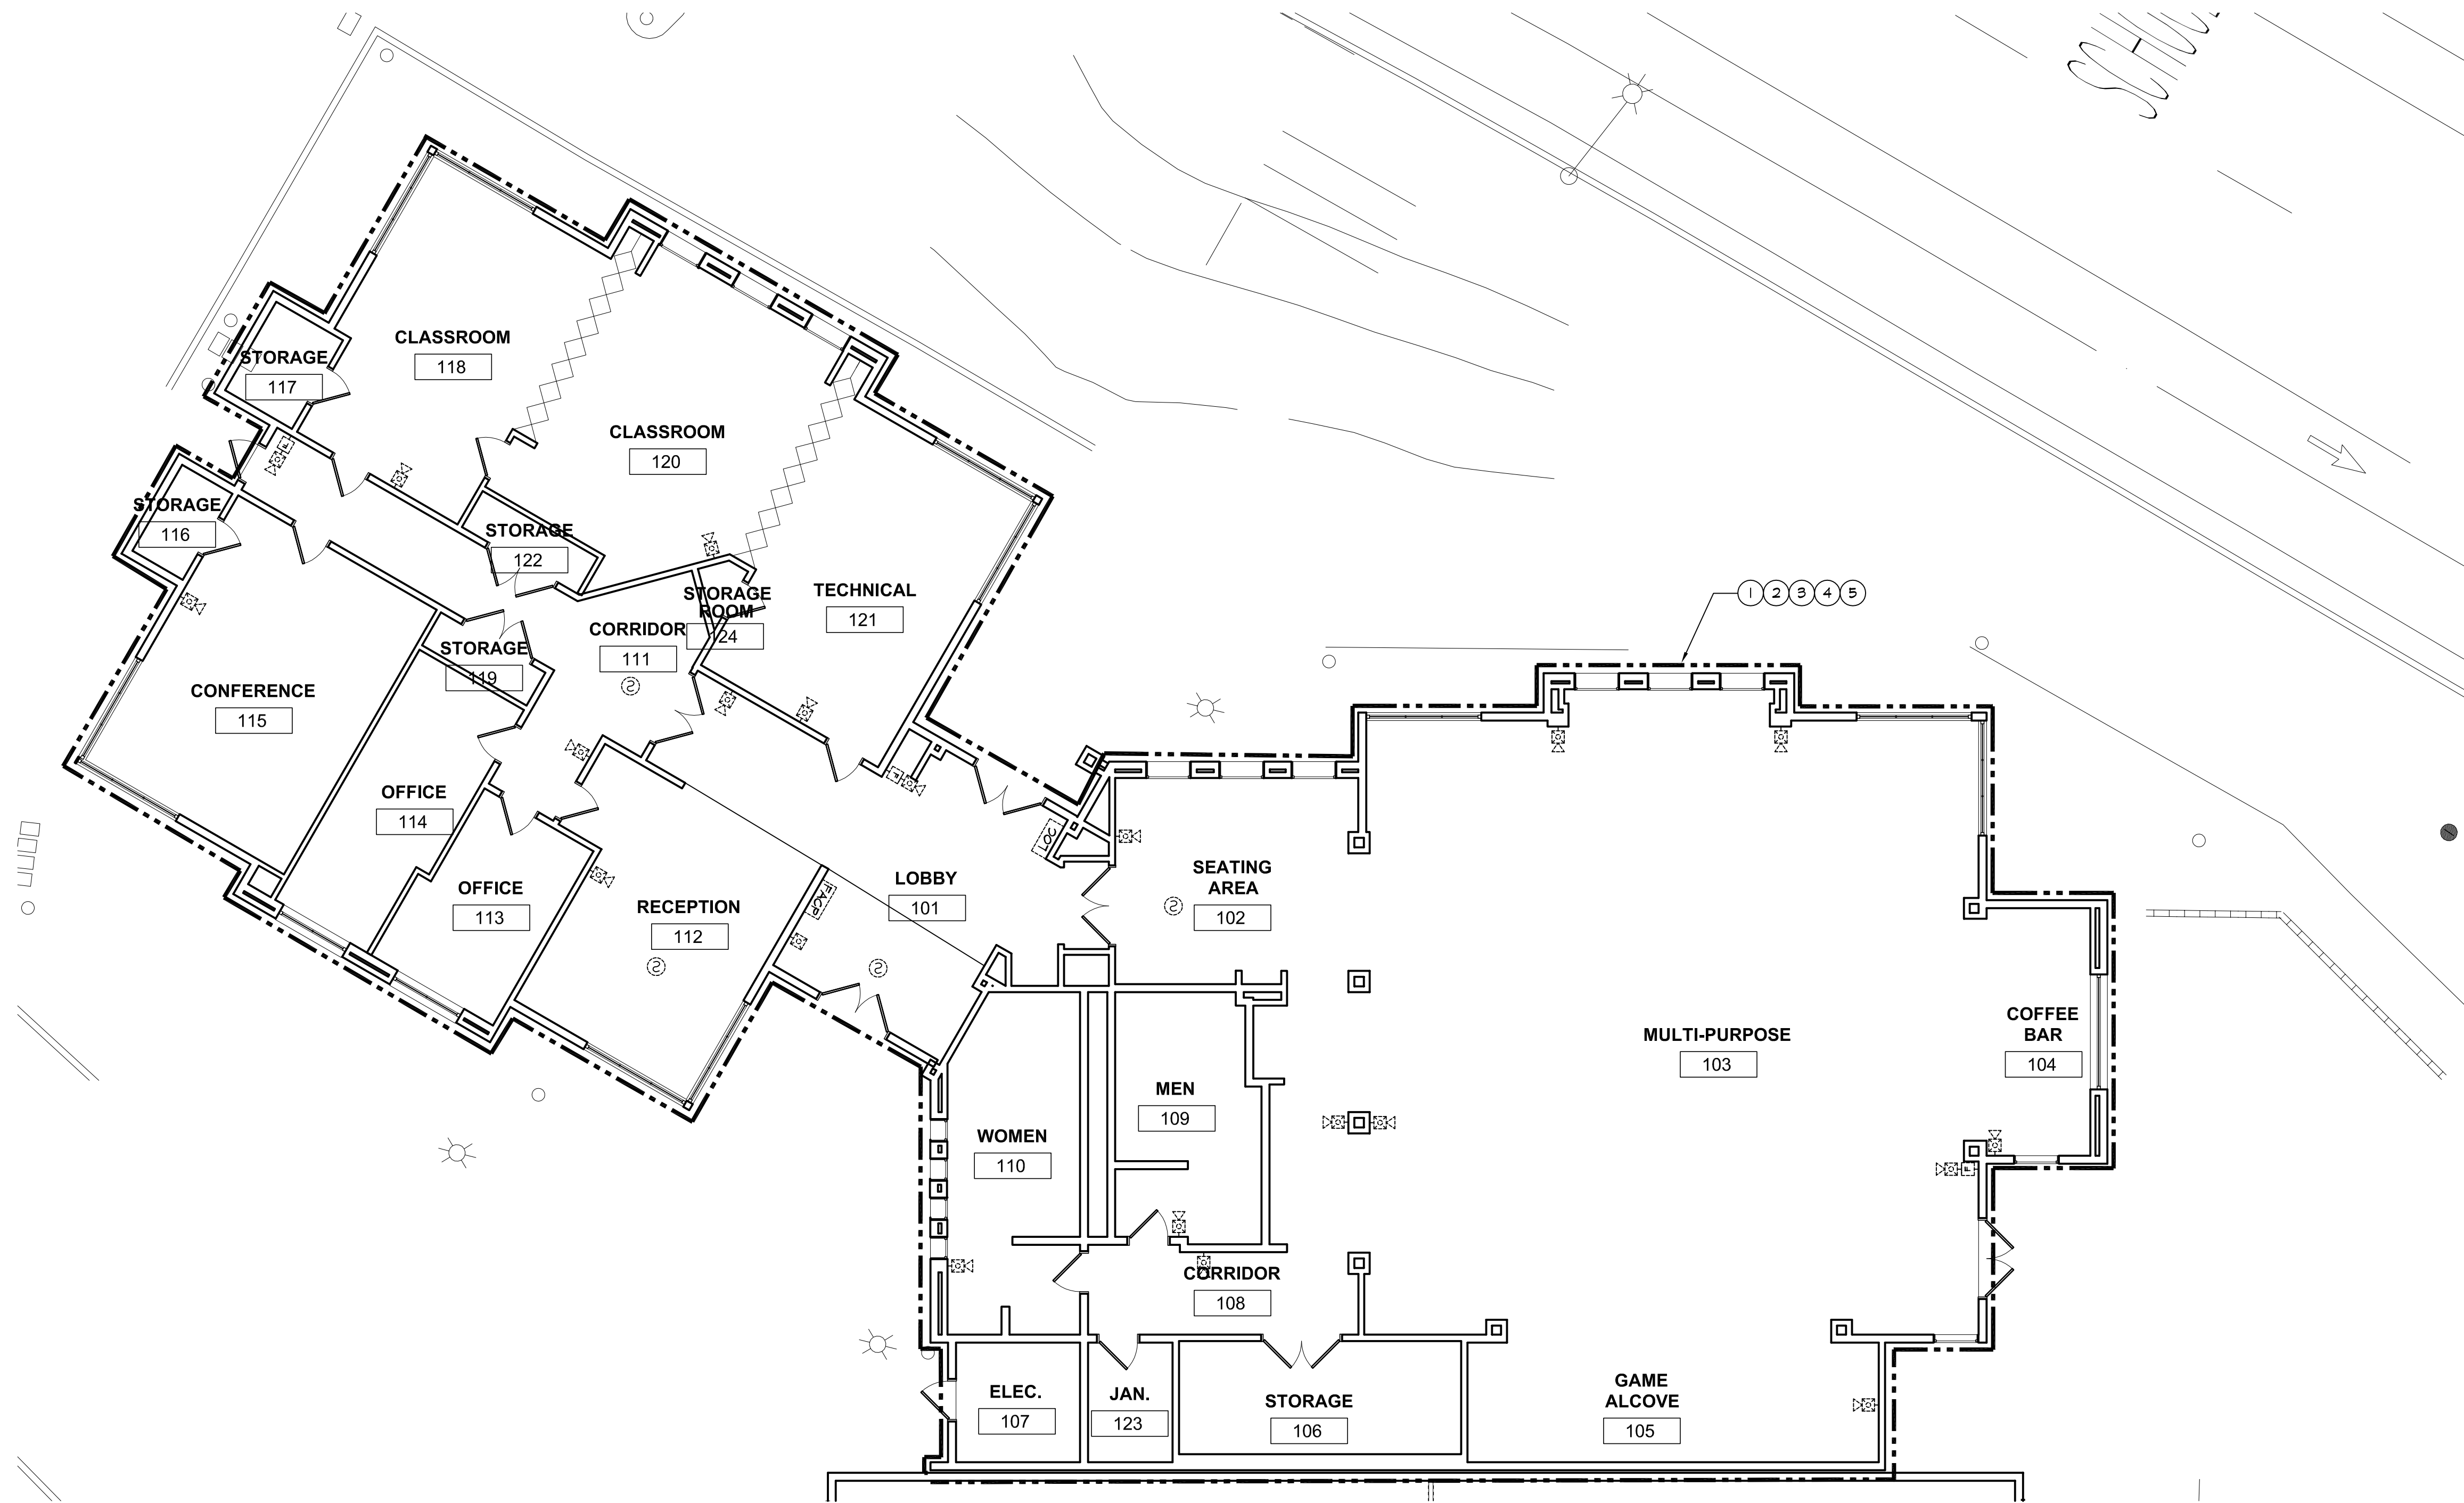 CLASSROOM
118
STORAGE
117
CLASSROOM
120
STORAGE
116
STORAGE
122
STORAGE
ROOM
124
TECHNICAL
121
1 2 3 4 5
CORRIDOR
111
S
STORAGE
119
CONFERENCE
115
OFFICE
114
OFFICE
113
RECEPTION
112
S
FACP
LOBBY
101
S
LOC
SEATING
AREA
102
S
F
F
MULTI-PURPOSE
103
COFFEE
BAR
104
F
MEN
109
WOMEN
110
CORRIDOR
108
ELEC.
107
JAN.
123
STORAGE
106
GAME
ALCOVE
105